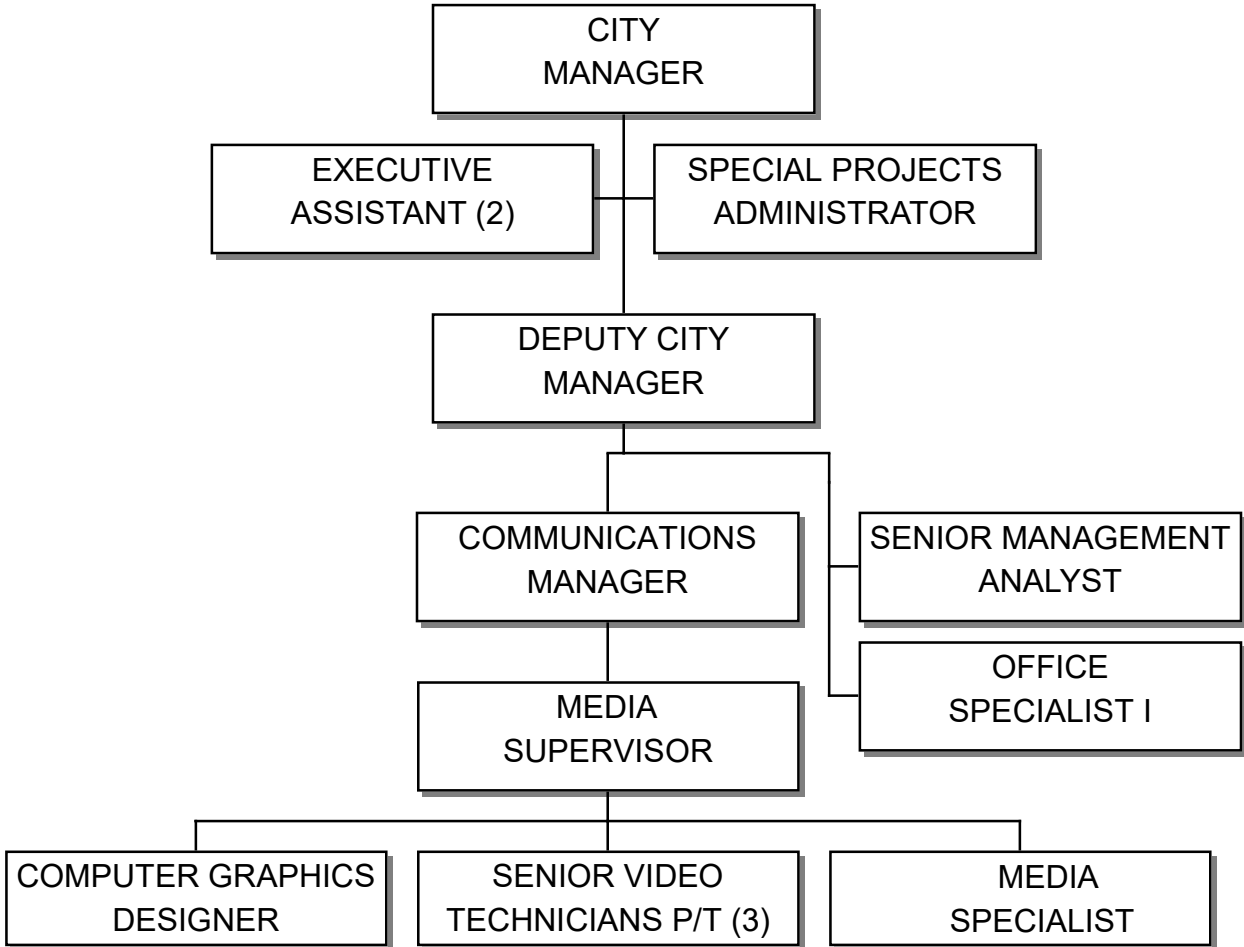 CITY
MANAGER
EXECUTIVE
ASSISTANT (2)
SPECIAL PROJECTS
ADMINISTRATOR
DEPUTY CITY
MANAGER
COMMUNICATIONS
MANAGER
SENIOR MANAGEMENT
ANALYST
OFFICE
SPECIALIST I
MEDIA
SUPERVISOR
COMPUTER GRAPHICS
DESIGNER
SENIOR VIDEO
TECHNICIANS P/T (3)
MEDIA
SPECIALIST